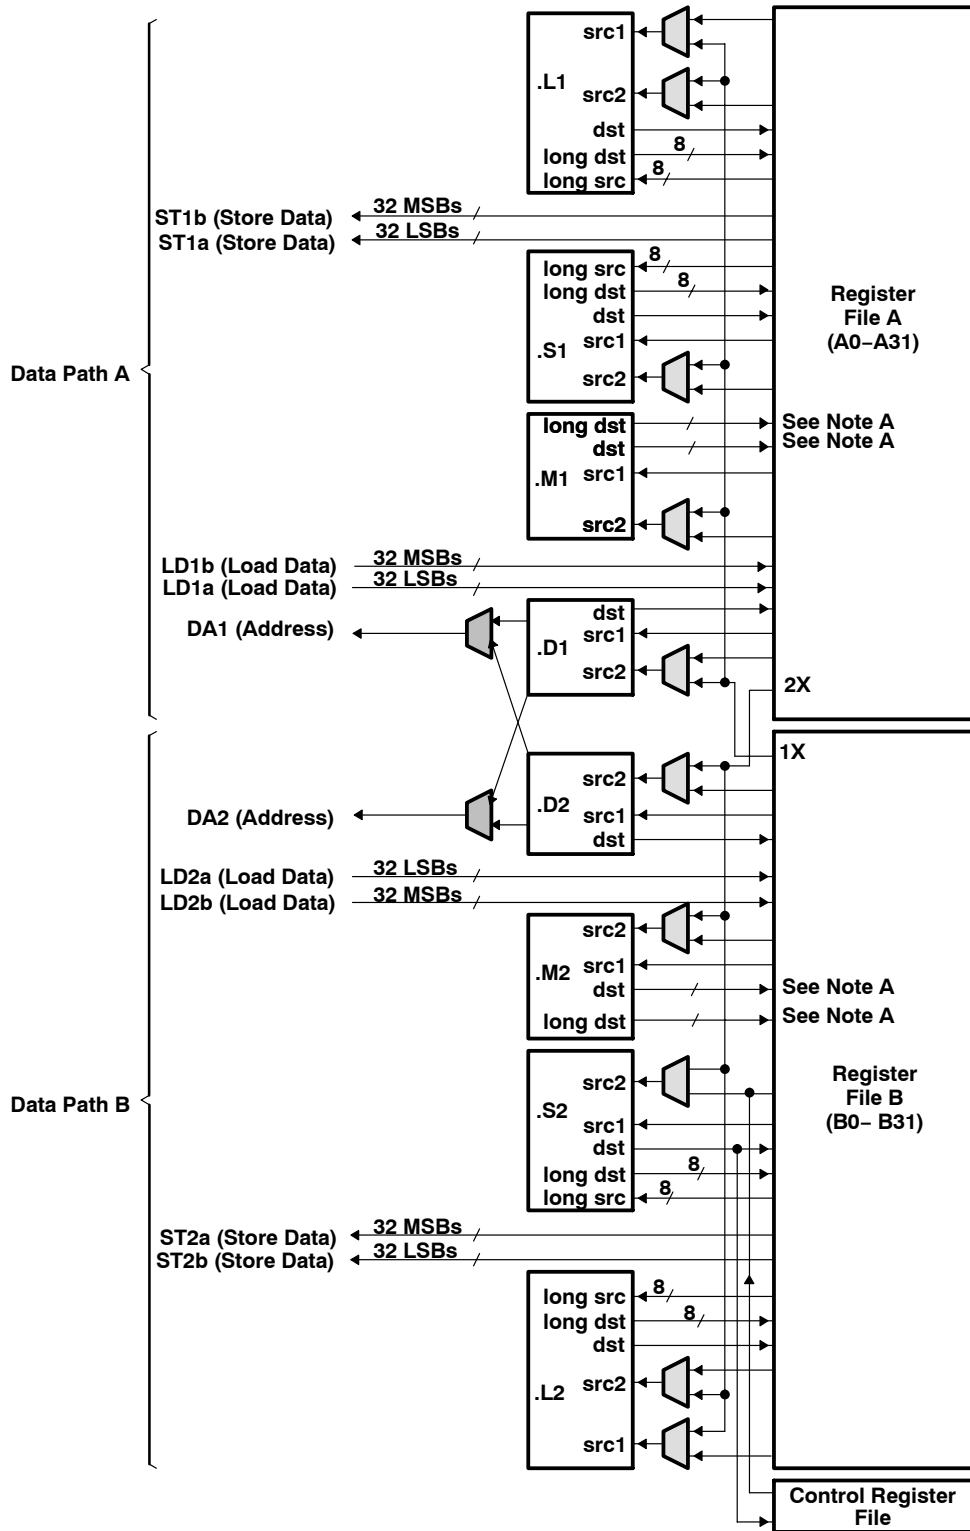 src1
.L1
src2
dst
long dst
8
long src
8
ST1b (Store Data)
32 MSBs
ST1a (Store Data)
32 LSBs
long src
8
long dst
8
dst
.S1
src1
src2
Register
File A
(A0−A31)
Data Path A
long dst
See Note A
dst
See Note A
.M1
src1
src2
LD1b (Load Data)
32 MSBs
LD1a (Load Data)
32 LSBs
DA1 (Address)
dst
.D1
src1
src2
2X
1X
src2
.D2
src1
dst
DA2 (Address)
LD2a (Load Data)
32 LSBs
LD2b (Load Data)
32 MSBs
src2
.M2
src1
dst
See Note A
long dst
See Note A
src2
.S2
src1
dst
long dst
8
long src
8
Register
File B
(B0− B31)
Data Path B
ST2a (Store Data)
32 MSBs
ST2b (Store Data)
32 LSBs
long src
8
long dst
8
dst
.L2
src2
src1
Control Register
File